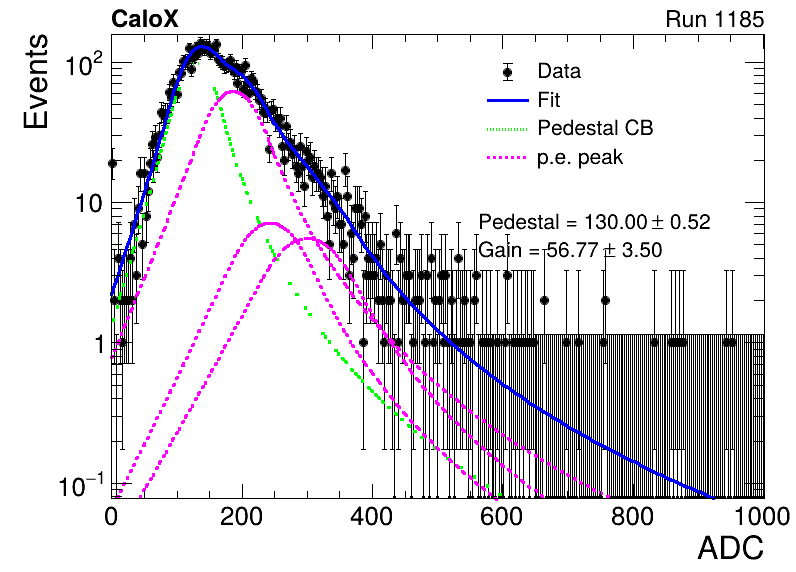 CaloX Run 1185
Events
Data
Fit
Pedestal CB
p.e. peak
Pedestal = 130.00 ± 0.52
Gain = 56.77 ± 3.50
10²
10
1
10⁻¹
0 200 400 600 800 1000
ADC